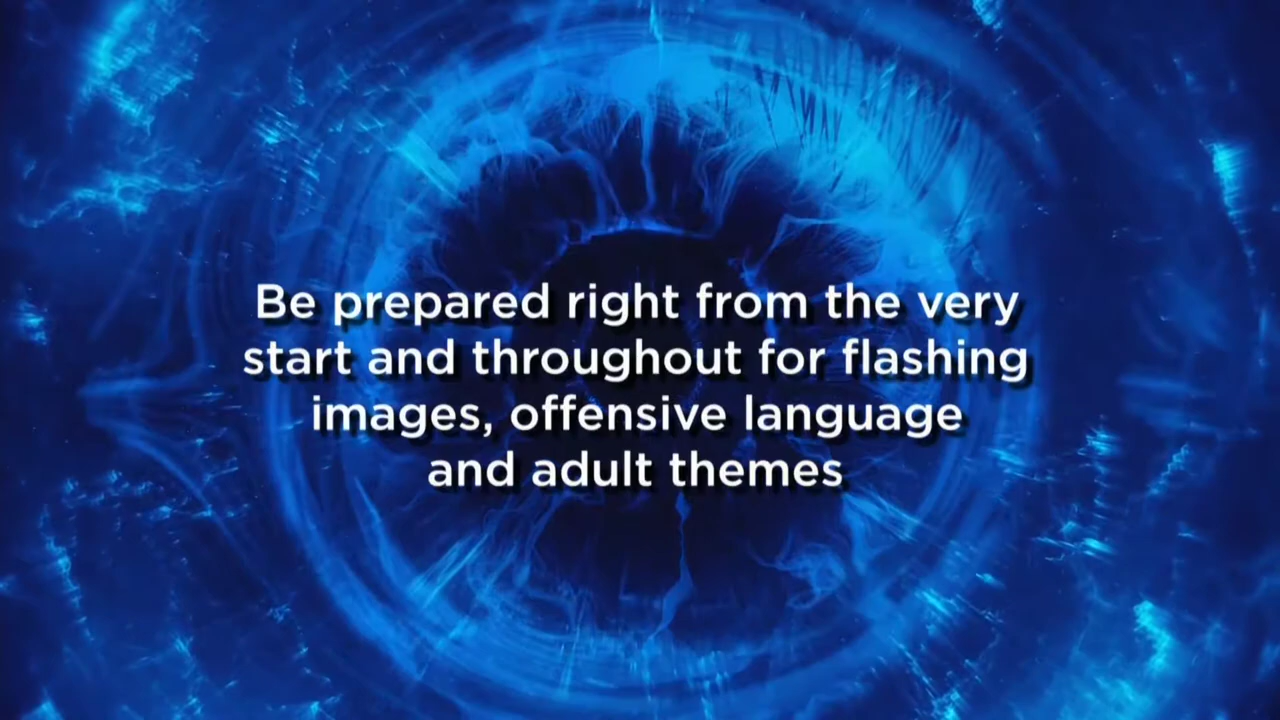 Be prepared right from the very
start and throughout for flashing
images, offensive language
and adult themes